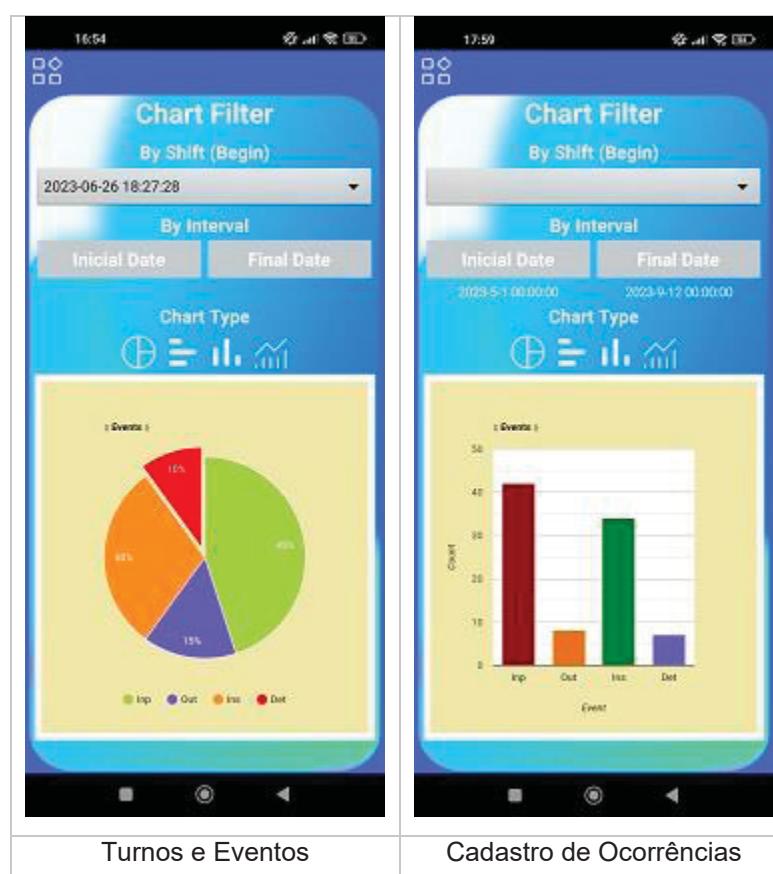 16:54
Chart Filter
By Shift (Begin)
2023-06-26 18:27:28
By Interval
Inicial Date Final Date
Chart Type
Events
10%
45%
30%
15%
Inp Out Ins Det
Turnos e Eventos
17:59
Chart Filter
By Shift (Begin)
By Interval
Inicial Date Final Date
2023-5-1 00:00:00 2023-9-12 00:00:00
Chart Type
Events
50
40
30
20
10
0
Count
Inp Out Ins Det
Event
Cadastro de Ocorrências